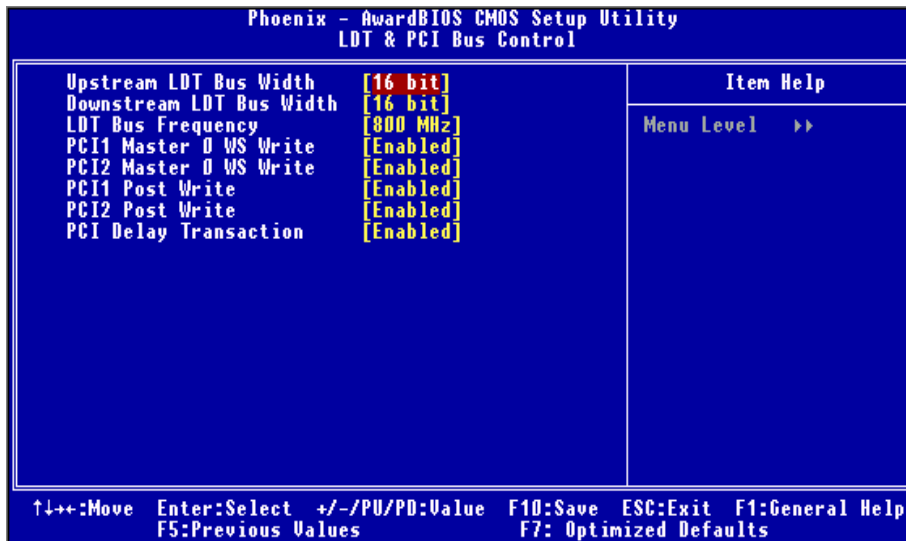 Phoenix - AwardBIOS CMOS Setup Utility
LDT & PCI Bus Control
Upstream LDT Bus Width [16 bit]
Downstream LDT Bus Width [16 bit]
LDT Bus Frequency [800 MHz]
PCI1 Master 0 WS Write [Enabled]
PCI2 Master 0 WS Write [Enabled]
PCI1 Post Write [Enabled]
PCI2 Post Write [Enabled]
PCI Delay Transaction [Enabled]
Item Help
Menu Level ▸▸
↑↓→←:Move Enter:Select +/-/PU/PD:Value F10:Save ESC:Exit F1:General Help
F5:Previous Values F7: Optimized Defaults